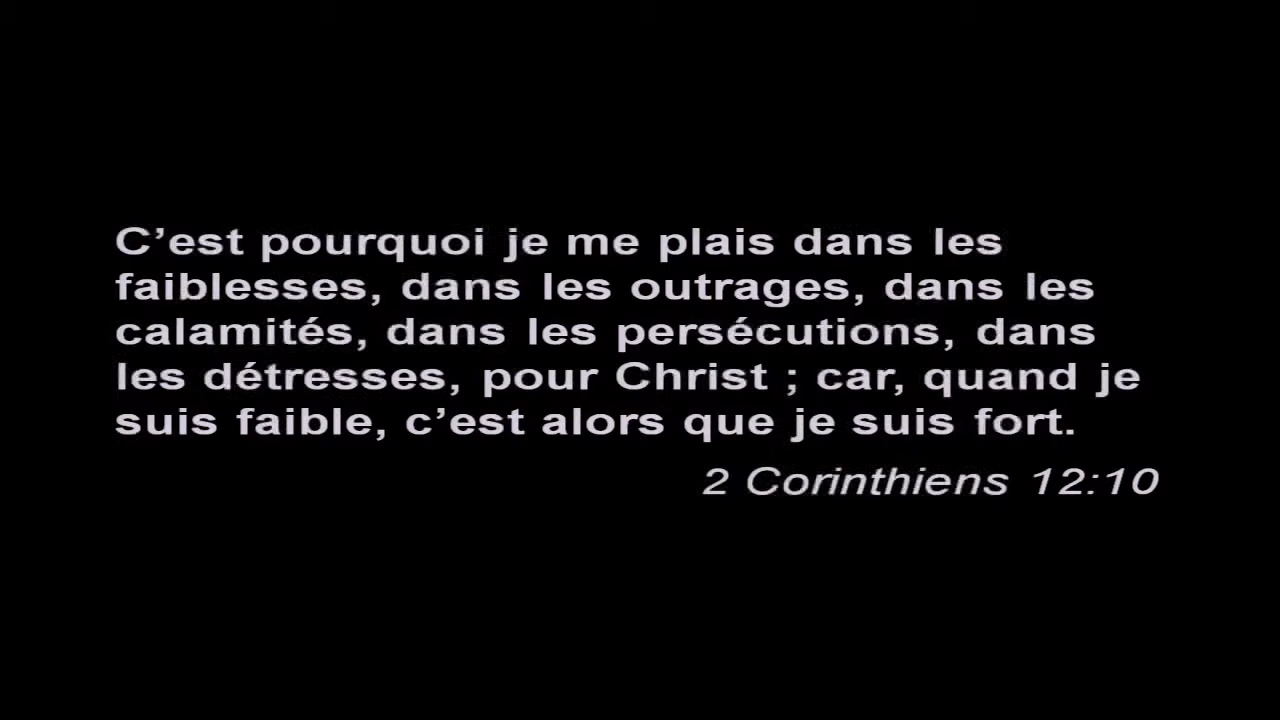 C’est pourquoi je me plais dans les
faiblesses, dans les outrages, dans les
calamités, dans les persécutions, dans
les détresses, pour Christ ; car, quand je
suis faible, c’est alors que je suis fort.
2 Corinthiens 12:10